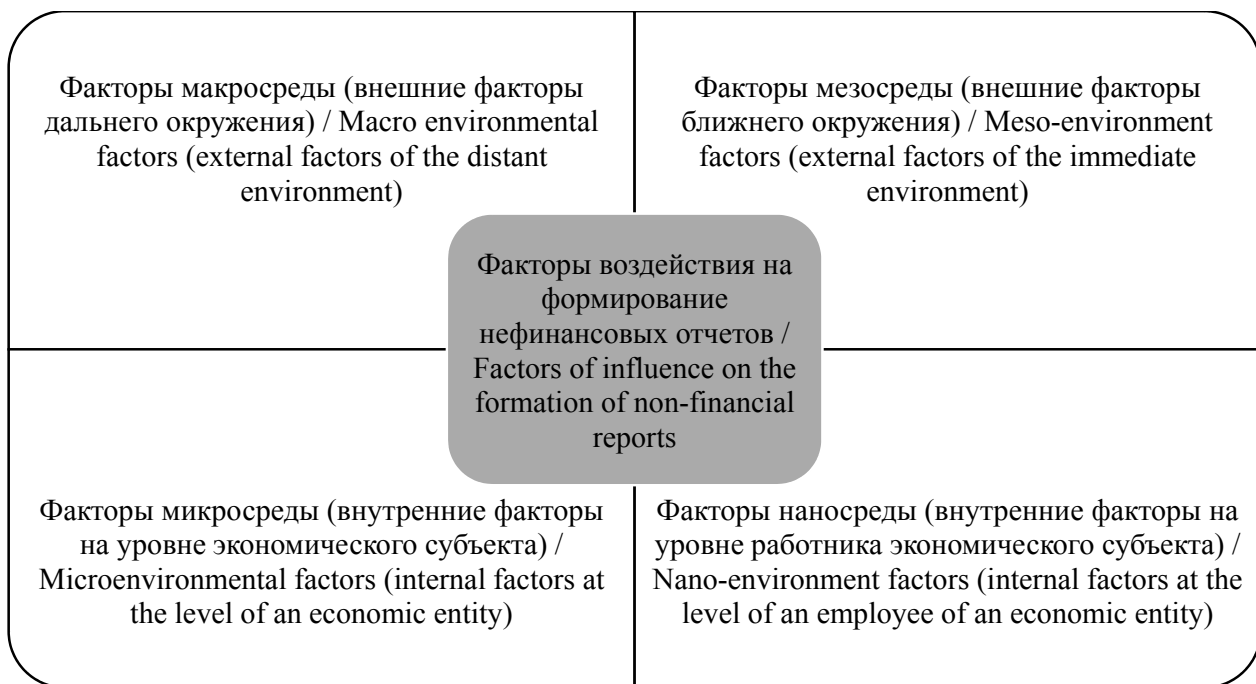 Факторы макросреды (внешние факторы
дальнего окружения) / Macro environmental
factors (external factors of the distant
environment)
Факторы мезосреды (внешние факторы
ближнего окружения) / Meso-environment
factors (external factors of the immediate
environment)
Факторы воздействия на
формирование
нефинансовых отчетов /
Factors of influence on the
formation of non-financial
reports
Факторы микросреды (внутренние факторы
на уровне экономического субъекта) /
Microenvironmental factors (internal factors
at the level of an economic entity)
Факторы наносреды (внутренние факторы на
уровне работника экономического субъекта) /
Nano-environment factors (internal factors at the
level of an employee of an economic entity)